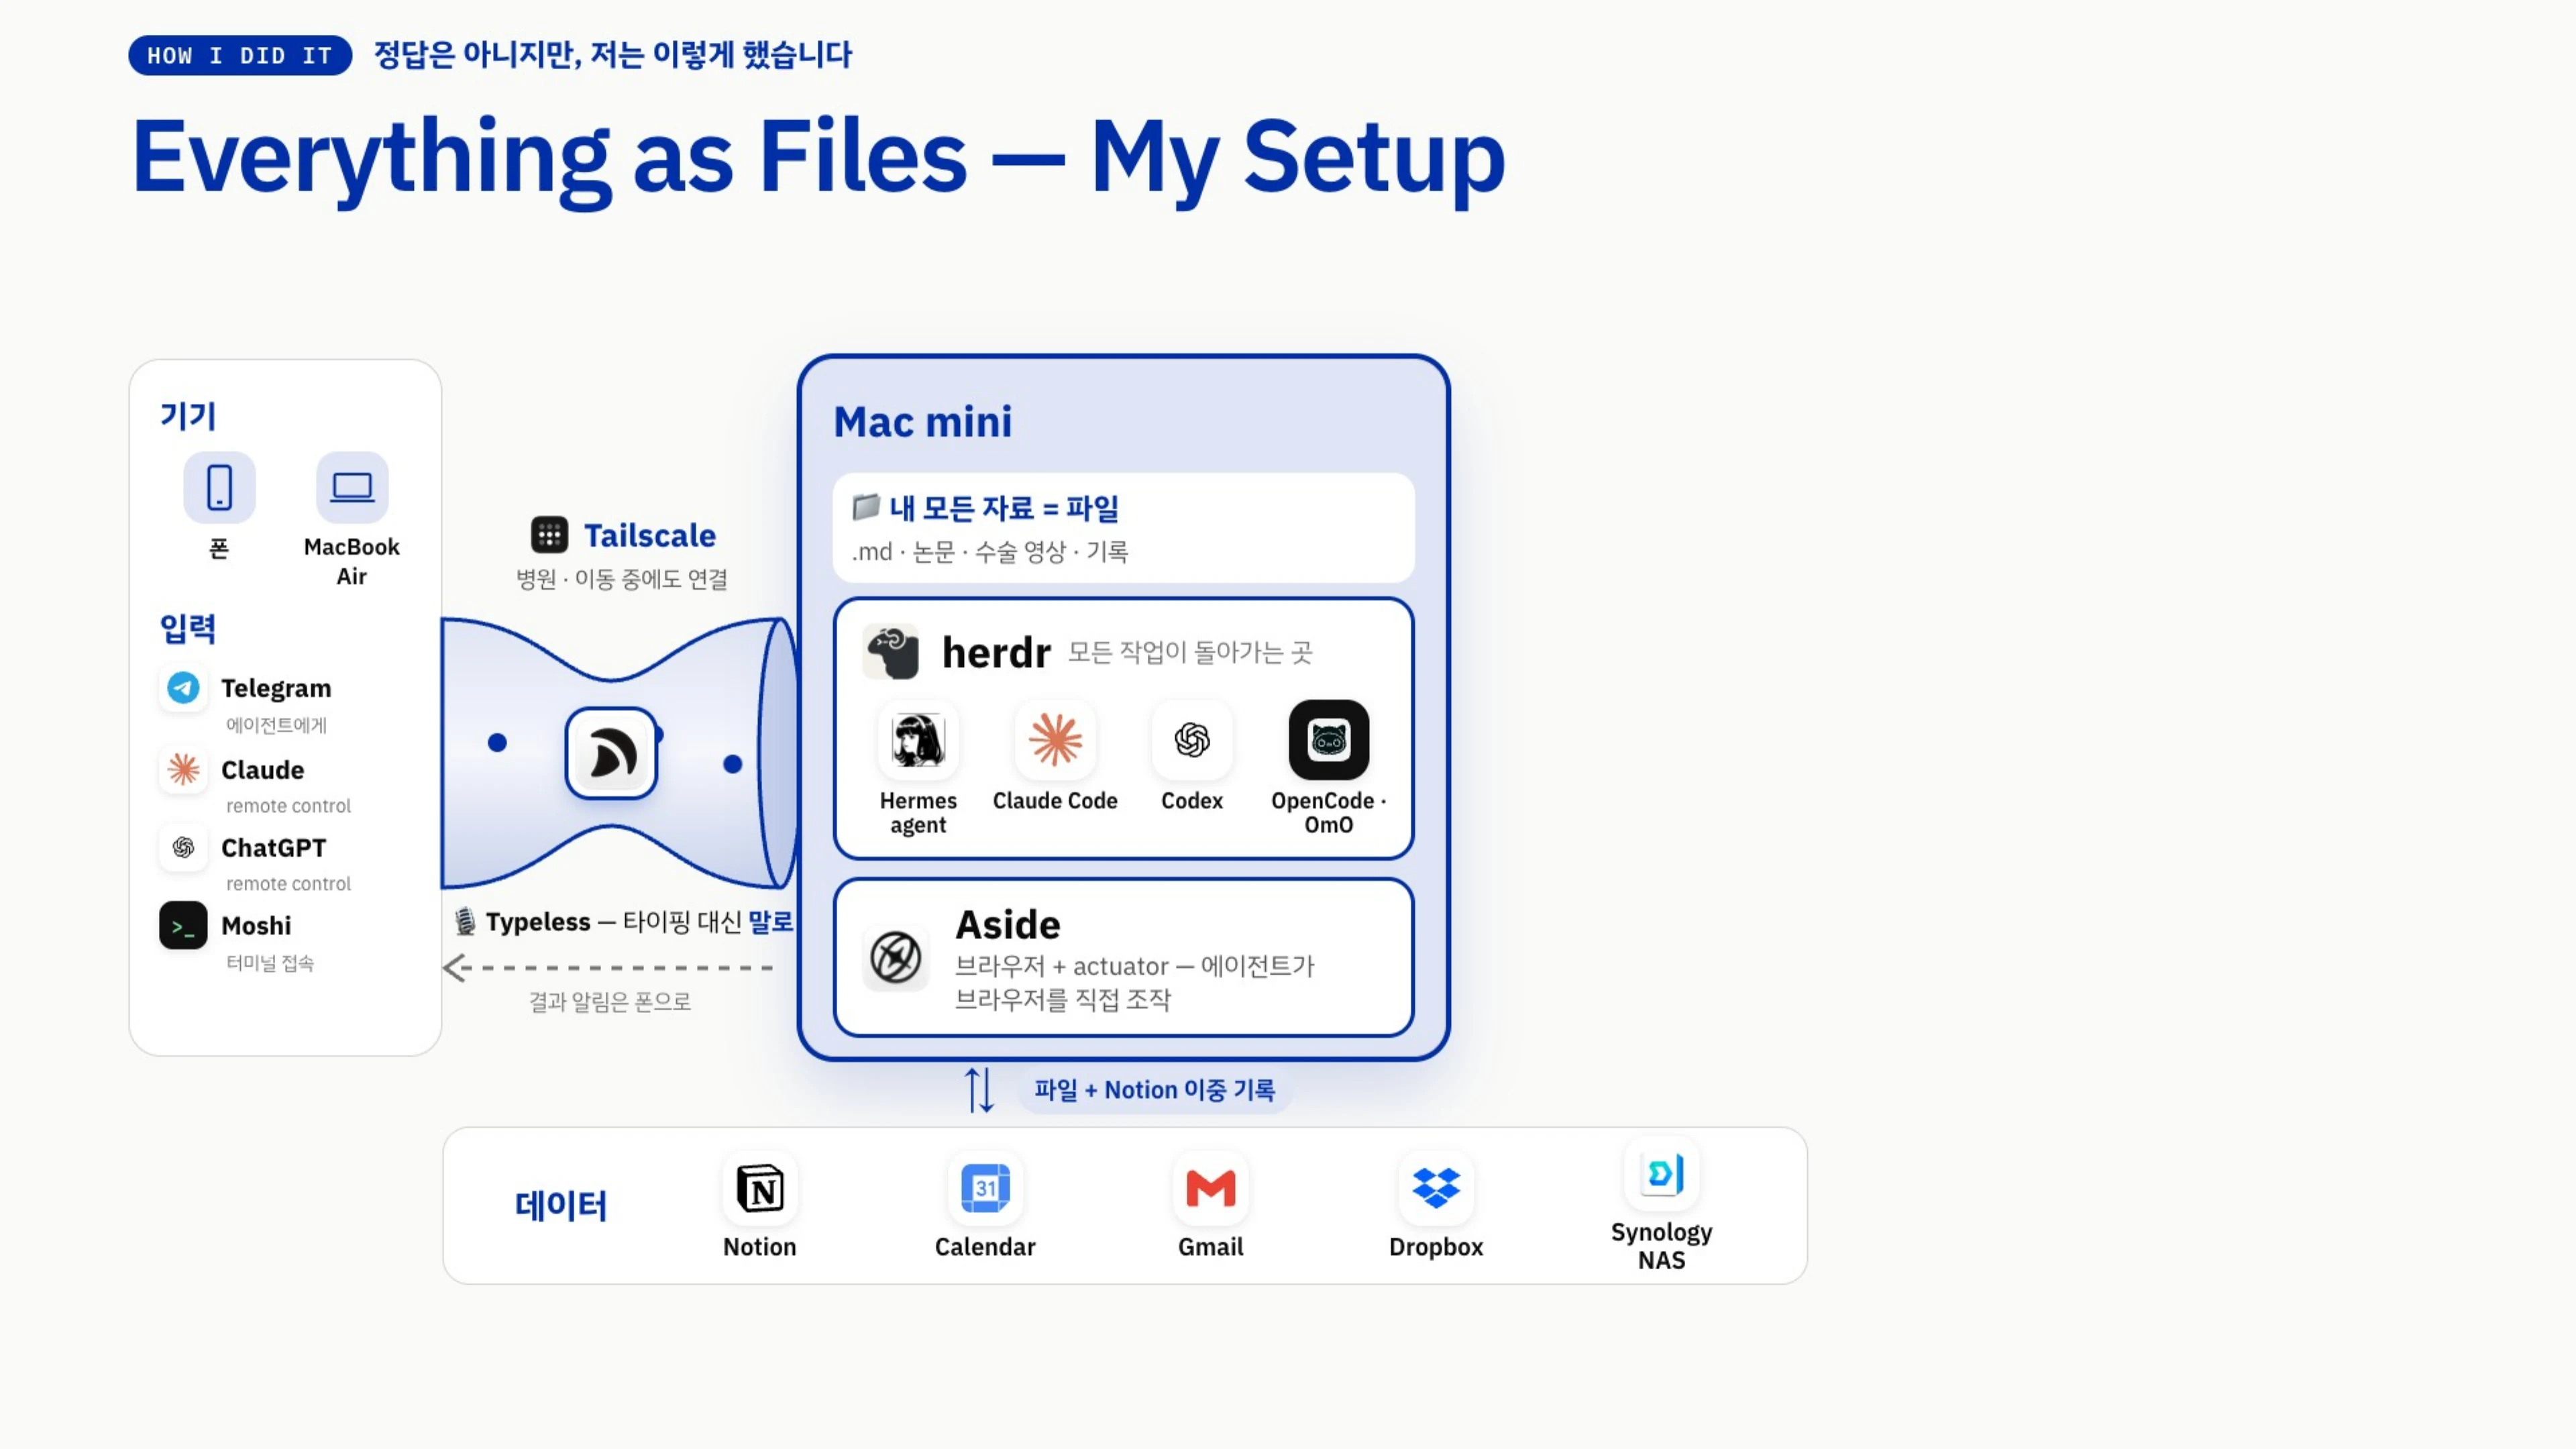 HOW I DID IT 정답은 아니지만, 저는 이렇게 했습니다
Everything as Files — My Setup
기기
폰
MacBook
Air
입력
Telegram
에이전트에게
Claude
remote control
ChatGPT
remote control
>_ Moshi
터미널 접속
Tailscale
병원 · 이동 중에도 연결
Typeless — 타이핑 대신 말로
결과 알림은 폰으로
Mac mini
내 모든 자료 = 파일
.md · 논문 · 수술 영상 · 기록
herdr 모든 작업이 돌아가는 곳
Hermes
agent
Claude Code
Codex
OpenCode ·
OmO
Aside
브라우저 + actuator — 에이전트가
브라우저를 직접 조작
파일 + Notion 이중 기록
데이터
N
Notion
31
Calendar
Gmail
Dropbox
Synology
NAS